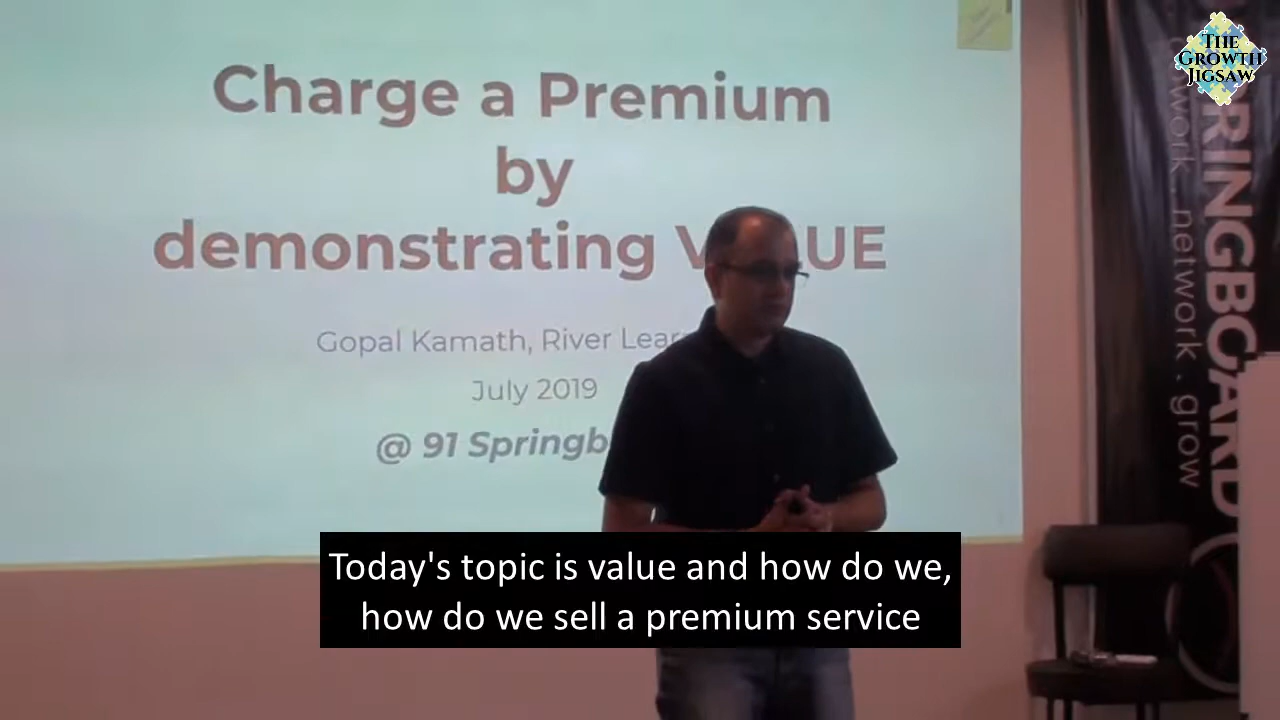 Charge a Premium
by
demonstrating V UE
Gopal Kamath, River Lear
July 2019
@ 91 Springb
THE
GROWTH
JIGSAW
RINGBOARD
work . network . grow
Today's topic is value and how do we,
how do we sell a premium service